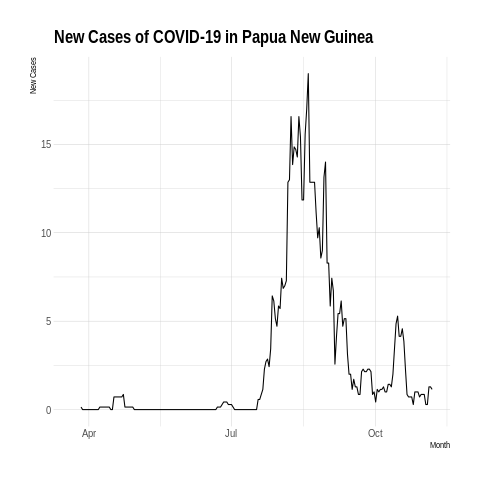 New Cases of COVID-19 in Papua New Guinea
New Cases
15
10
5
0
Apr Jul Oct
Month